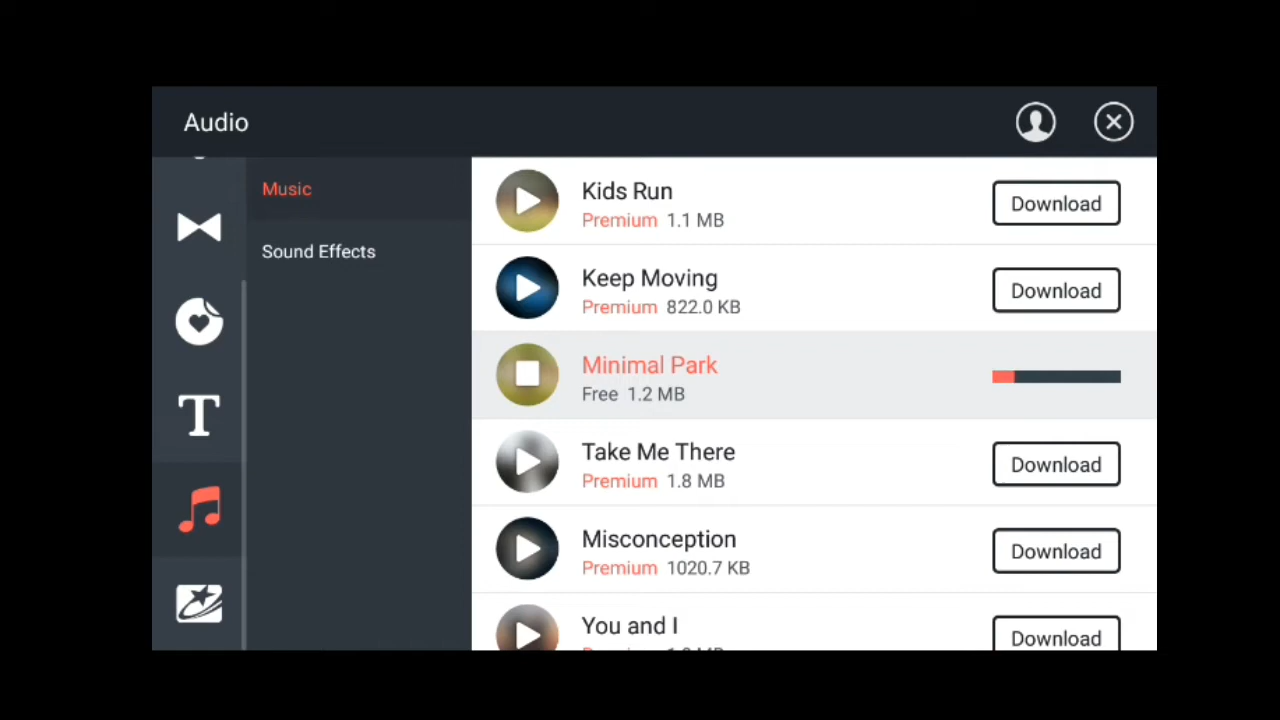 Audio
Music
Sound Effects
Kids Run
Premium 1.1 MB
Download
Keep Moving
Premium 822.0 KB
Download
Minimal Park
Free 1.2 MB
Take Me There
Premium 1.8 MB
Download
Misconception
Premium 1020.7 KB
Download
You and I
Download